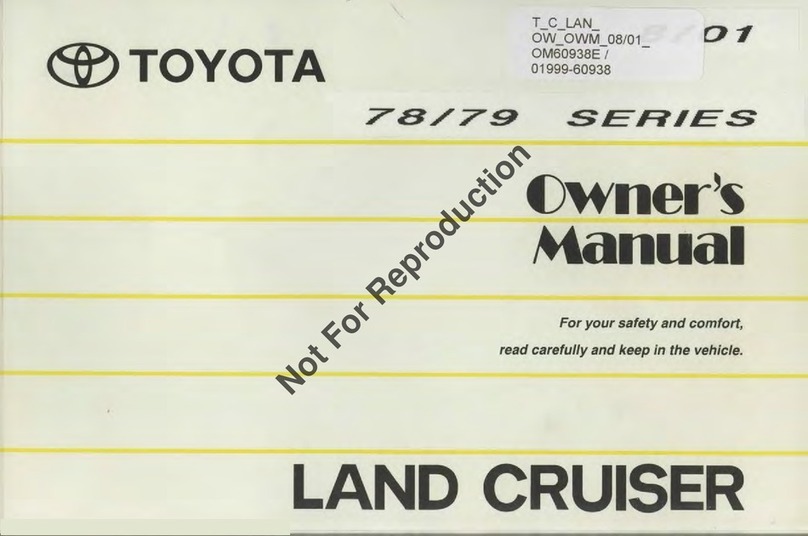 TOYOTA
T_C_LAN_
OW_OWM_08/01_
OM60938E /
01999-60938
01
78/79 SERIES
Owner's
Manual
Not For Reproduction
For your safety and comfort,
read carefully and keep in the vehicle.
LAND CRUISER